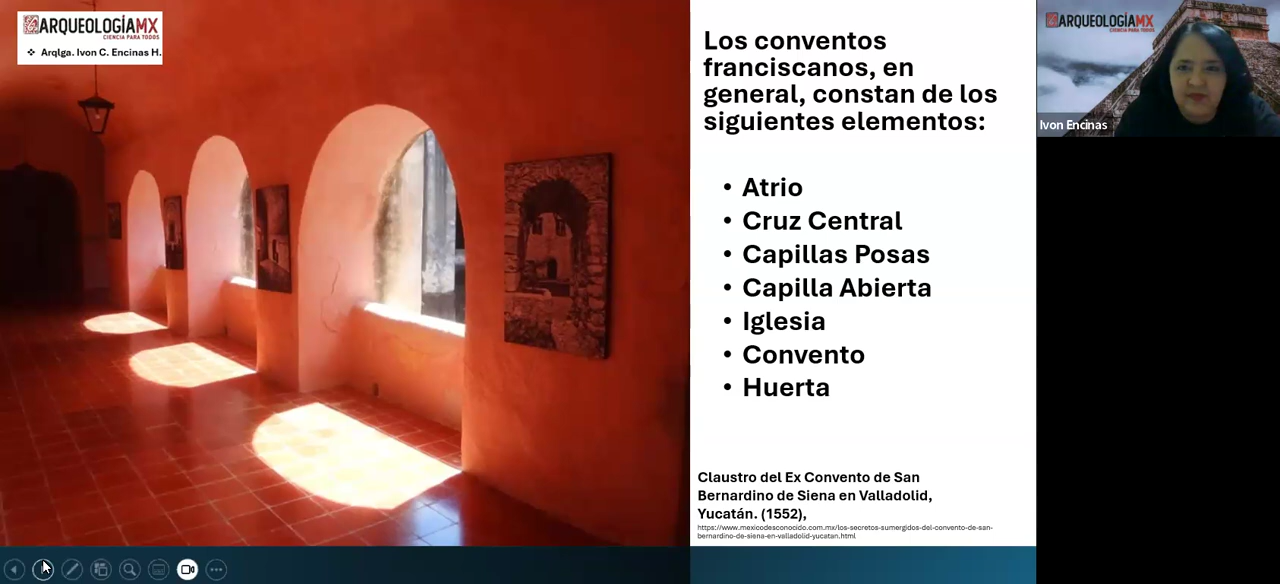 ARQUEOLOGÍAMX
CIENCIA PARA TODOS
❖ Arqlga. Ivon C. Encinas H.
Los conventos
franciscanos, en
general, constan de los
siguientes elementos:
• Atrio
• Cruz Central
• Capillas Posas
• Capilla Abierta
• Iglesia
• Convento
• Huerta
Claustro del Ex Convento de San
Bernardino de Siena en Valladolid,
Yucatán. (1552),
https://www.mexicodesconocido.com.mx/los-secretos-sumergidos-del-convento-de-san-
bernardino-de-siena-en-valladolid-yucatan.html
ARQUEOLOGÍAMX
CIENCIA PARA TODOS
Ivon Encinas